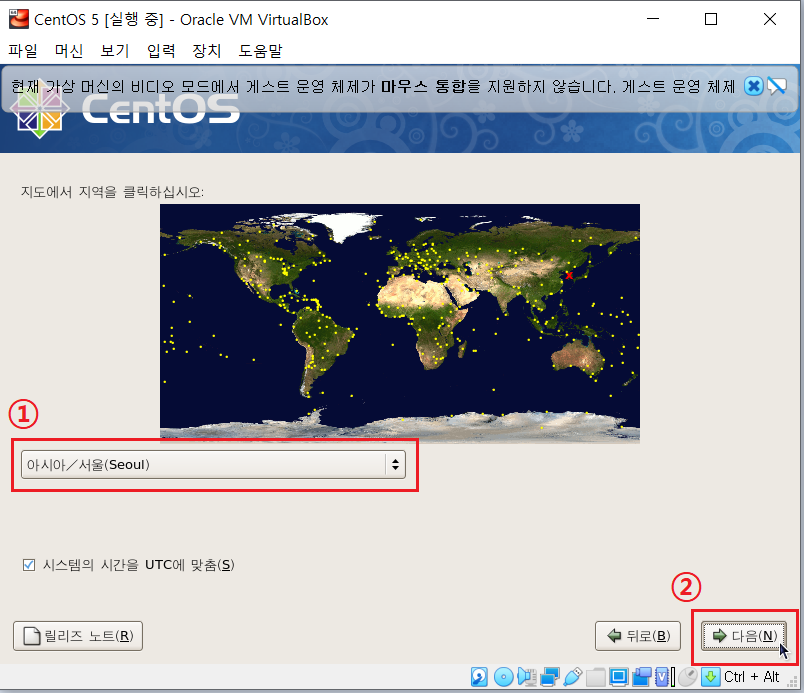 CentOS 5 [실행 중] - Oracle VM VirtualBox
파일 머신 보기 입력 장치 도움말
현재 가상 머신의 비디오 모드에서 게스트 운영 체제가 마우스 통합을 지원하지 않습니다. 게스트 운영 체제
CentOS
지도에서 지역을 클릭하십시오:
①
아시아/서울(Seoul)
시스템의 시간을 UTC에 맞춤(S)
②
릴리즈 노트(R) 뒤로(B) 다음(N)
Ctrl + Alt